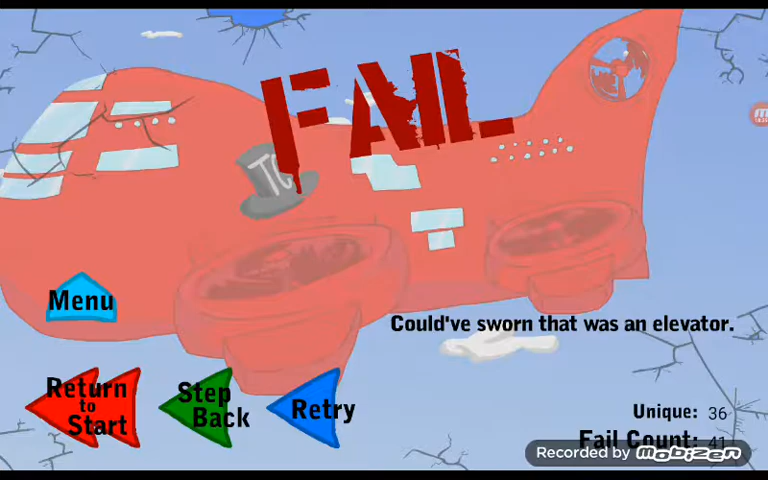 FAIL
TC
Menu
Could've sworn that was an elevator.
Return
to
Start
Step
Back
Retry
Unique: 36
Fail Count: 41
Recorded by mobizen